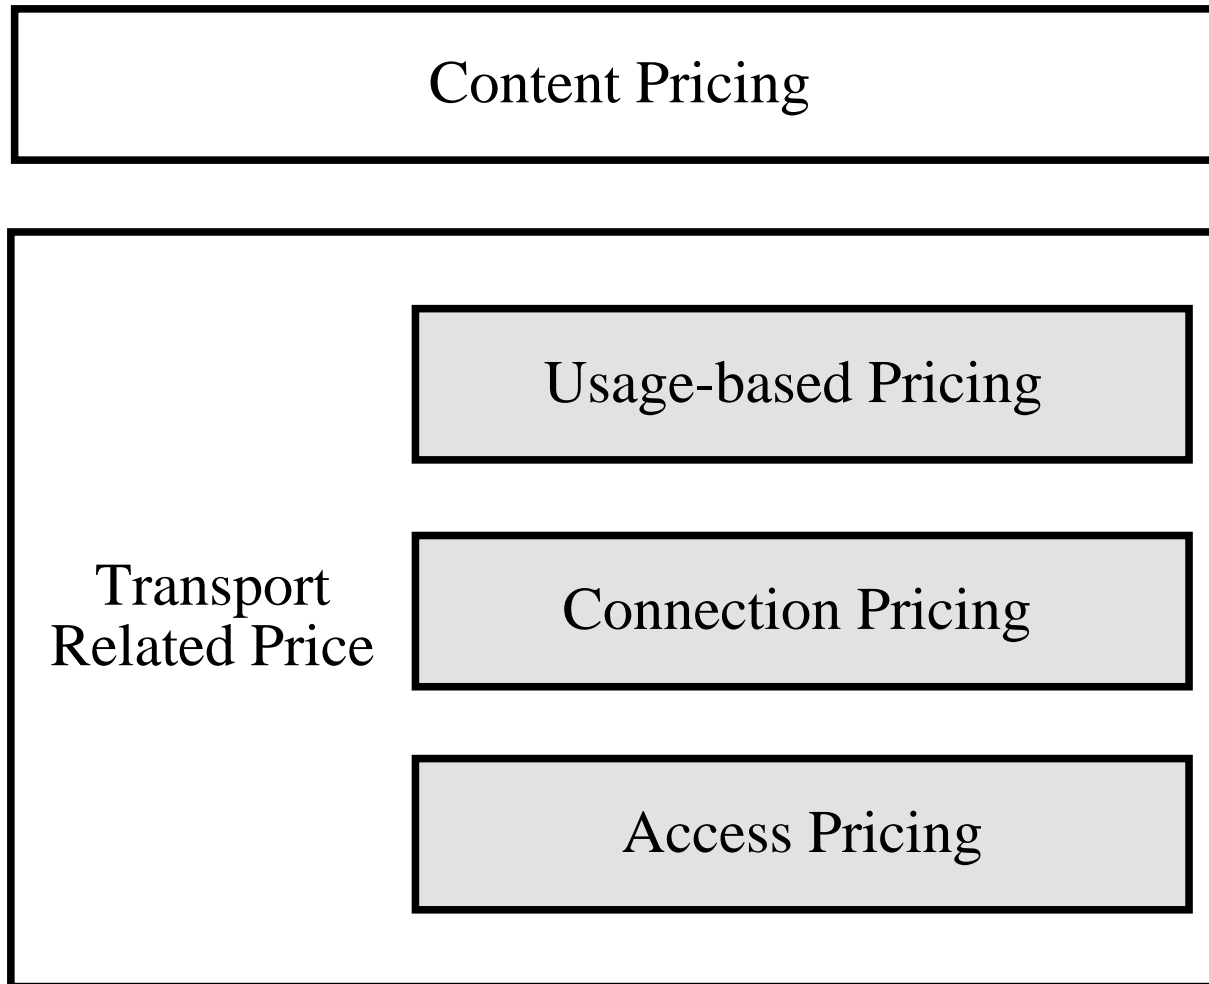 Content Pricing
Usage-based Pricing
Transport
Related Price
Connection Pricing
Access Pricing